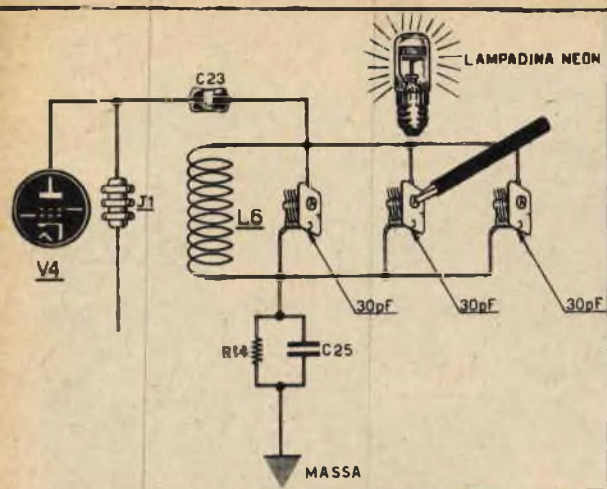 C23
LAMPADINA NEON
J1
L6
V4
30pF
30pF
30pF
R14
C25
MASSA